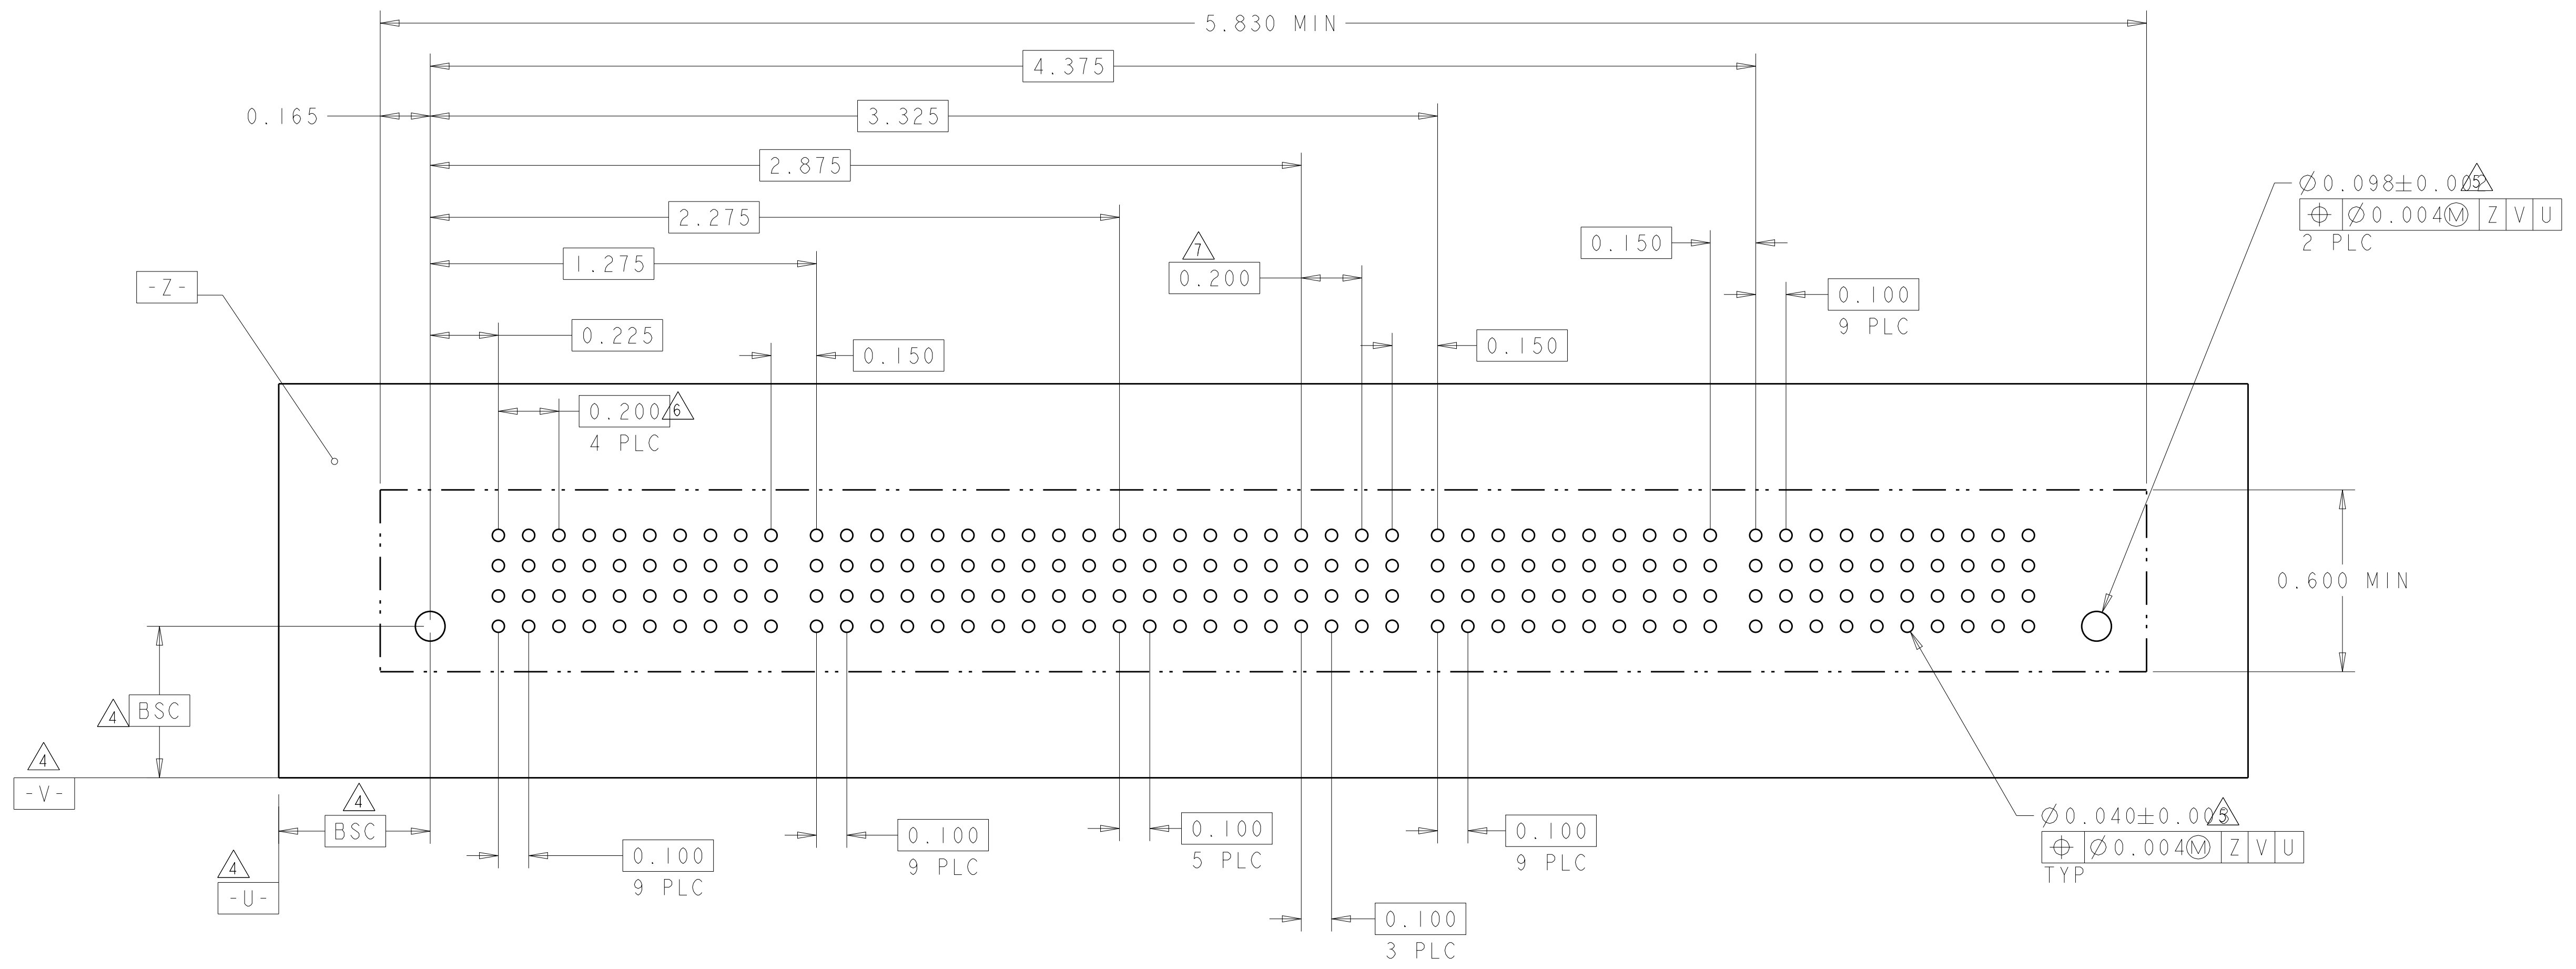 5.830 MIN
4.375
0.165
3.325
2.875
2.275
Ø0.098±0.002 5
⌖ Ø0.004Ⓜ Z V U
2 PLC
0.150
7
1.275
0.200
-Z-
0.100
9 PLC
0.225
0.150
0.150
0.200 6
4 PLC
0.600 MIN
4 BSC
4
-V-
4
BSC
4
-U-
0.100
9 PLC
0.100
9 PLC
0.100
5 PLC
0.100
9 PLC
0.100
3 PLC
Ø0.040±0.003 5
⌖ Ø0.004Ⓜ Z V U
TYP